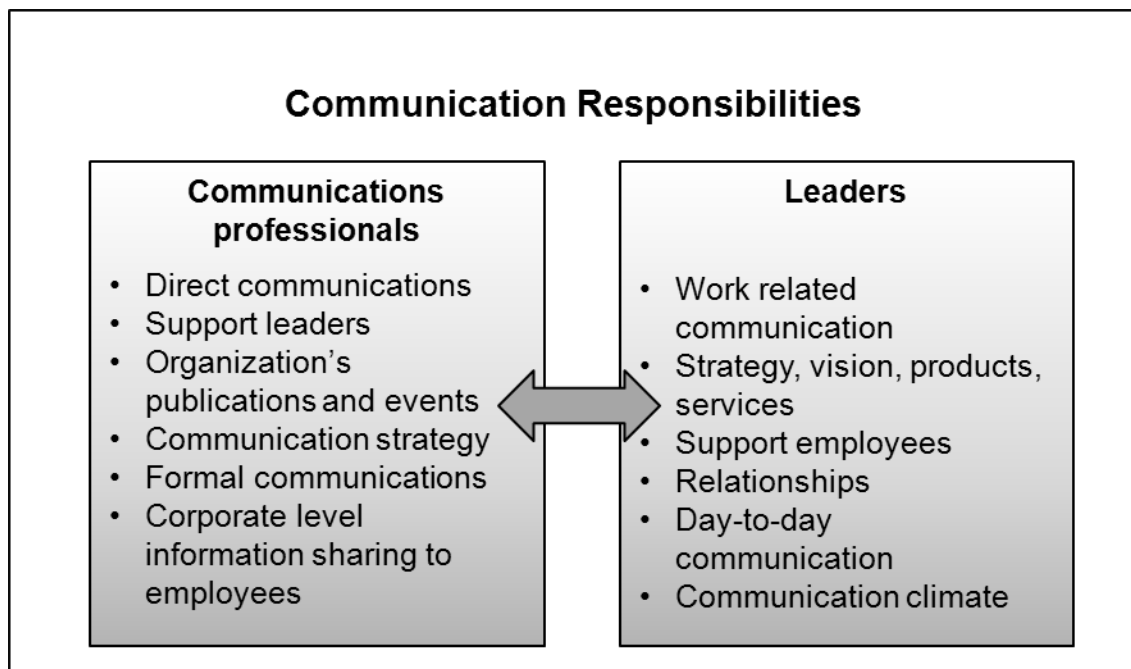 Communication Responsibilities
Communications
professionals
• Direct communications
• Support leaders
• Organization's
publications and events
• Communication strategy
• Formal communications
• Corporate level
information sharing to
employees
Leaders
• Work related
communication
• Strategy, vision, products,
services
• Support employees
• Relationships
• Day-to-day
communication
• Communication climate